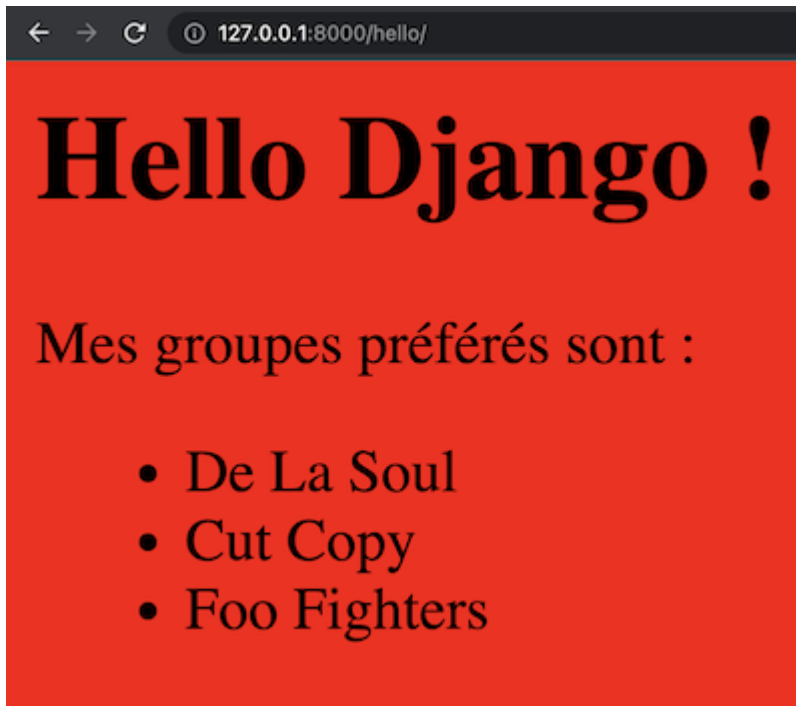 127.0.0.1:8000/hello/
Hello Django !
Mes groupes préférés sont :
• De La Soul
• Cut Copy
• Foo Fighters